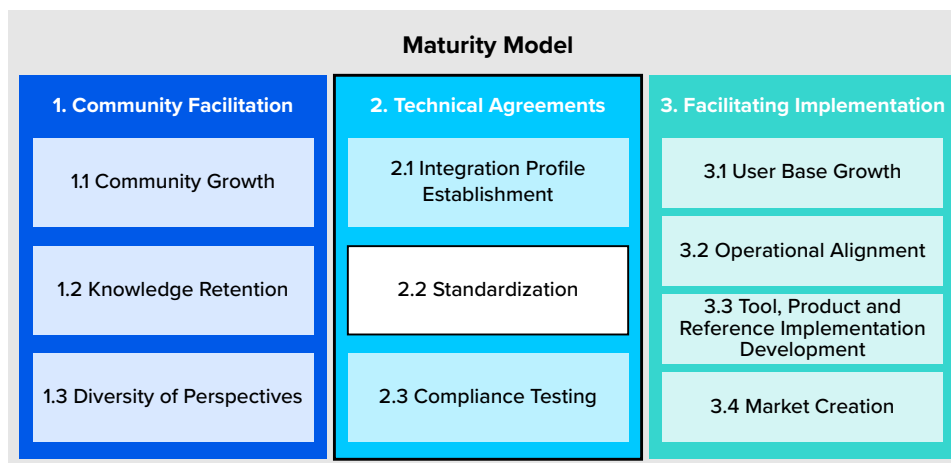 Maturity Model
1. Community Facilitation
1.1 Community Growth
1.2 Knowledge Retention
1.3 Diversity of Perspectives
2. Technical Agreements
2.1 Integration Profile
Establishment
2.2 Standardization
2.3 Compliance Testing
3. Facilitating Implementation
3.1 User Base Growth
3.2 Operational Alignment
3.3 Tool, Product and
Reference Implementation
Development
3.4 Market Creation